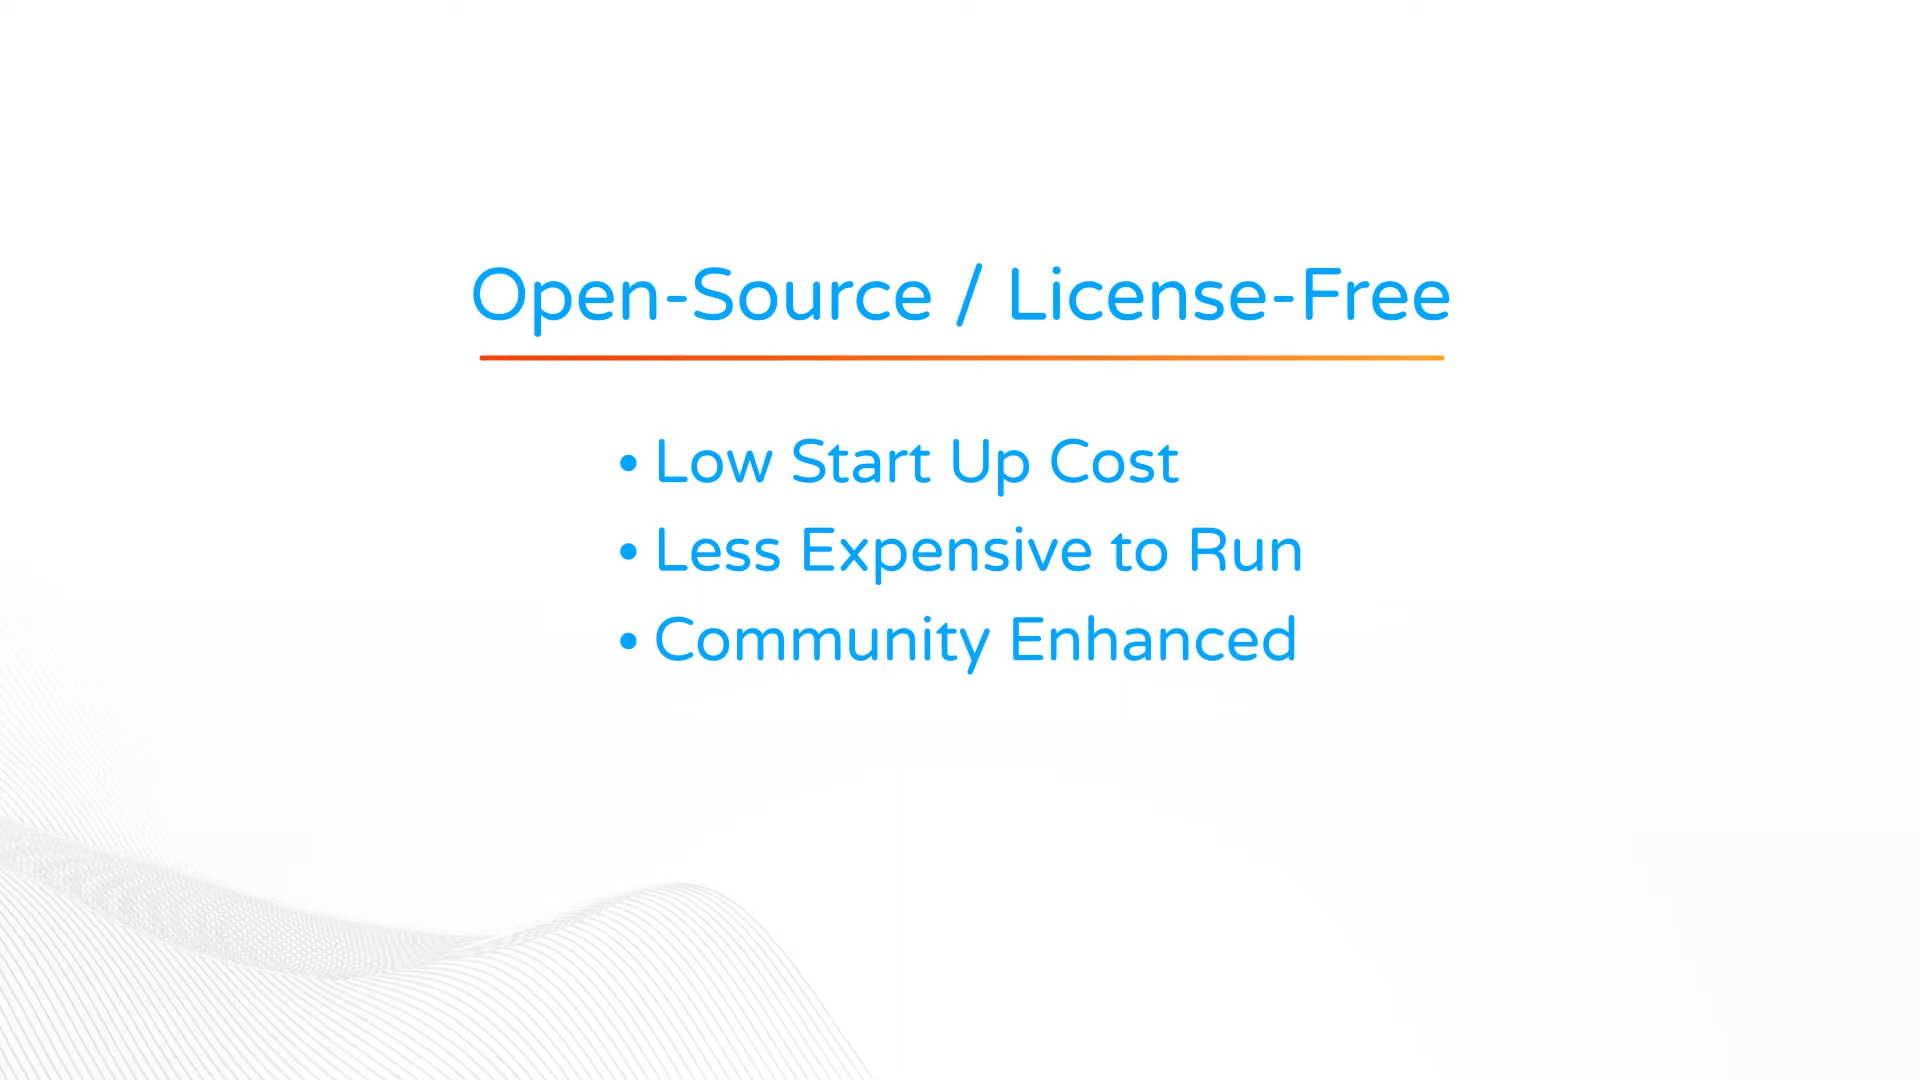 Open-Source / License-Free
• Low Start Up Cost
• Less Expensive to Run
• Community Enhanced